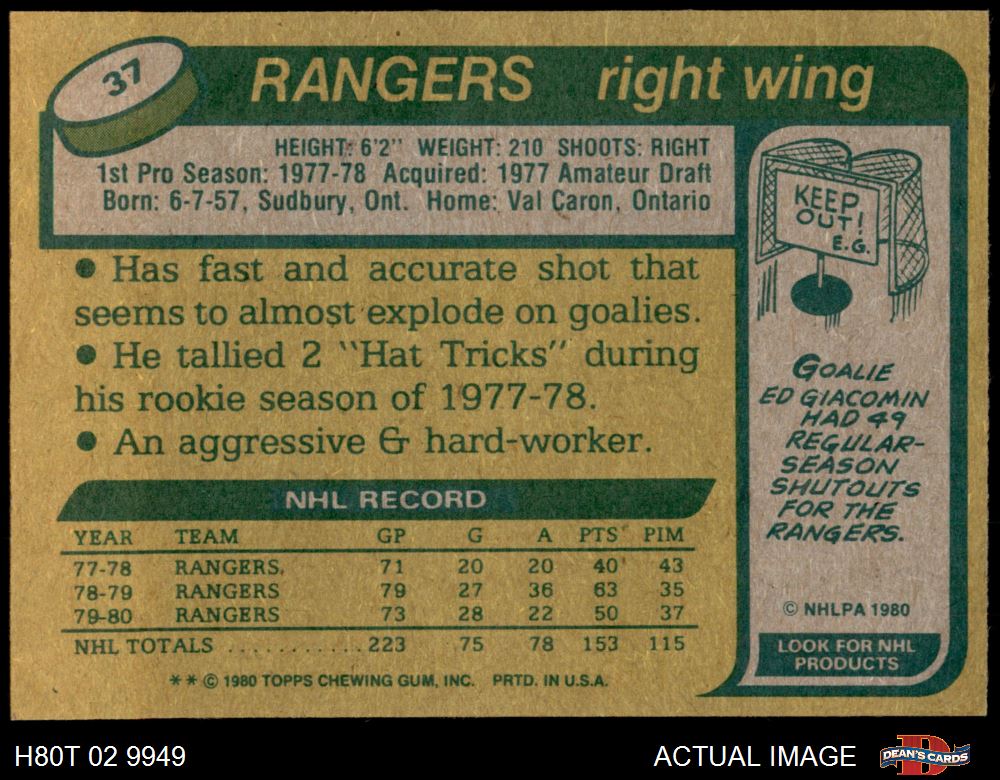 37
RANGERS right wing
HEIGHT: 6'2" WEIGHT: 210 SHOOTS: RIGHT
1st Pro Season: 1977-78 Acquired: 1977 Amateur Draft
Born: 6-7-57, Sudbury, Ont. Home: Val Caron, Ontario
● Has fast and accurate shot that
seems to almost explode on goalies.
● He tallied 2 "Hat Tricks" during
his rookie season of 1977-78.
● An aggressive & hard-worker.
NHL RECORD
YEAR TEAM GP G A PTS PIM
77-78 RANGERS 71 20 20 40 43
78-79 RANGERS 79 27 36 63 35
79-80 RANGERS 73 28 22 50 37
NHL TOTALS ........... 223 75 78 153 115
** © 1980 TOPPS CHEWING GUM, INC. PRTD. IN U.S.A.
KEEP
OUT!
E.G.
GOALIE
ED GIACOMIN
HAD 49
REGULAR-
SEASON
SHUTOUTS
FOR THE
RANGERS.
© NHLPA 1980
LOOK FOR NHL
PRODUCTS
H80T 02 9949
ACTUAL IMAGE
D
DEAN'S CARDS